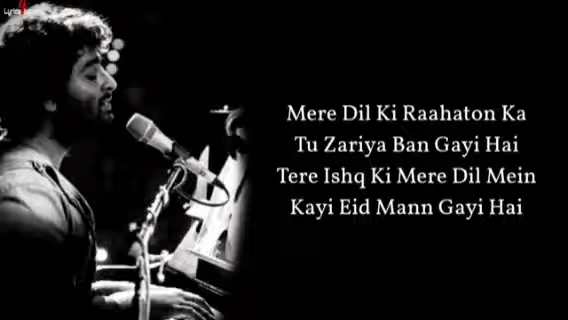 Mere Dil Ki Raahaton Ka
Tu Zariya Ban Gayi Hai
Tere Ishq Ki Mere Dil Mein
Kayi Eid Mann Gayi Hai